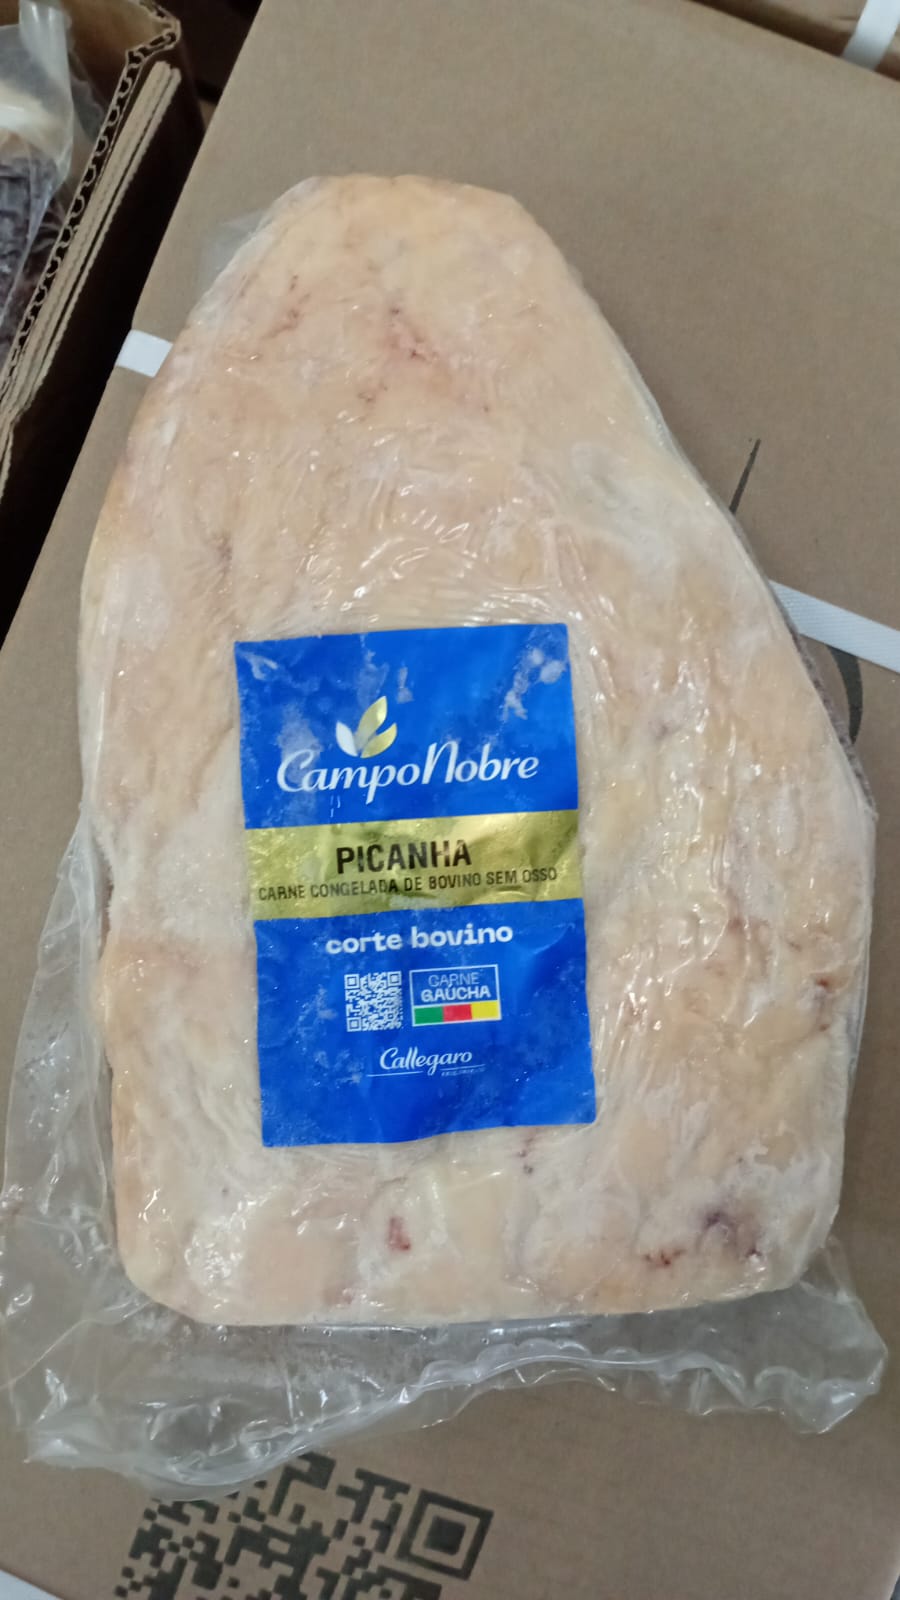 CampoNobre
PICANHA
CARNE CONGELADA DE BOVINO SEM OSSO
corte bovino
CARNE
GAÚCHA
Callegaro